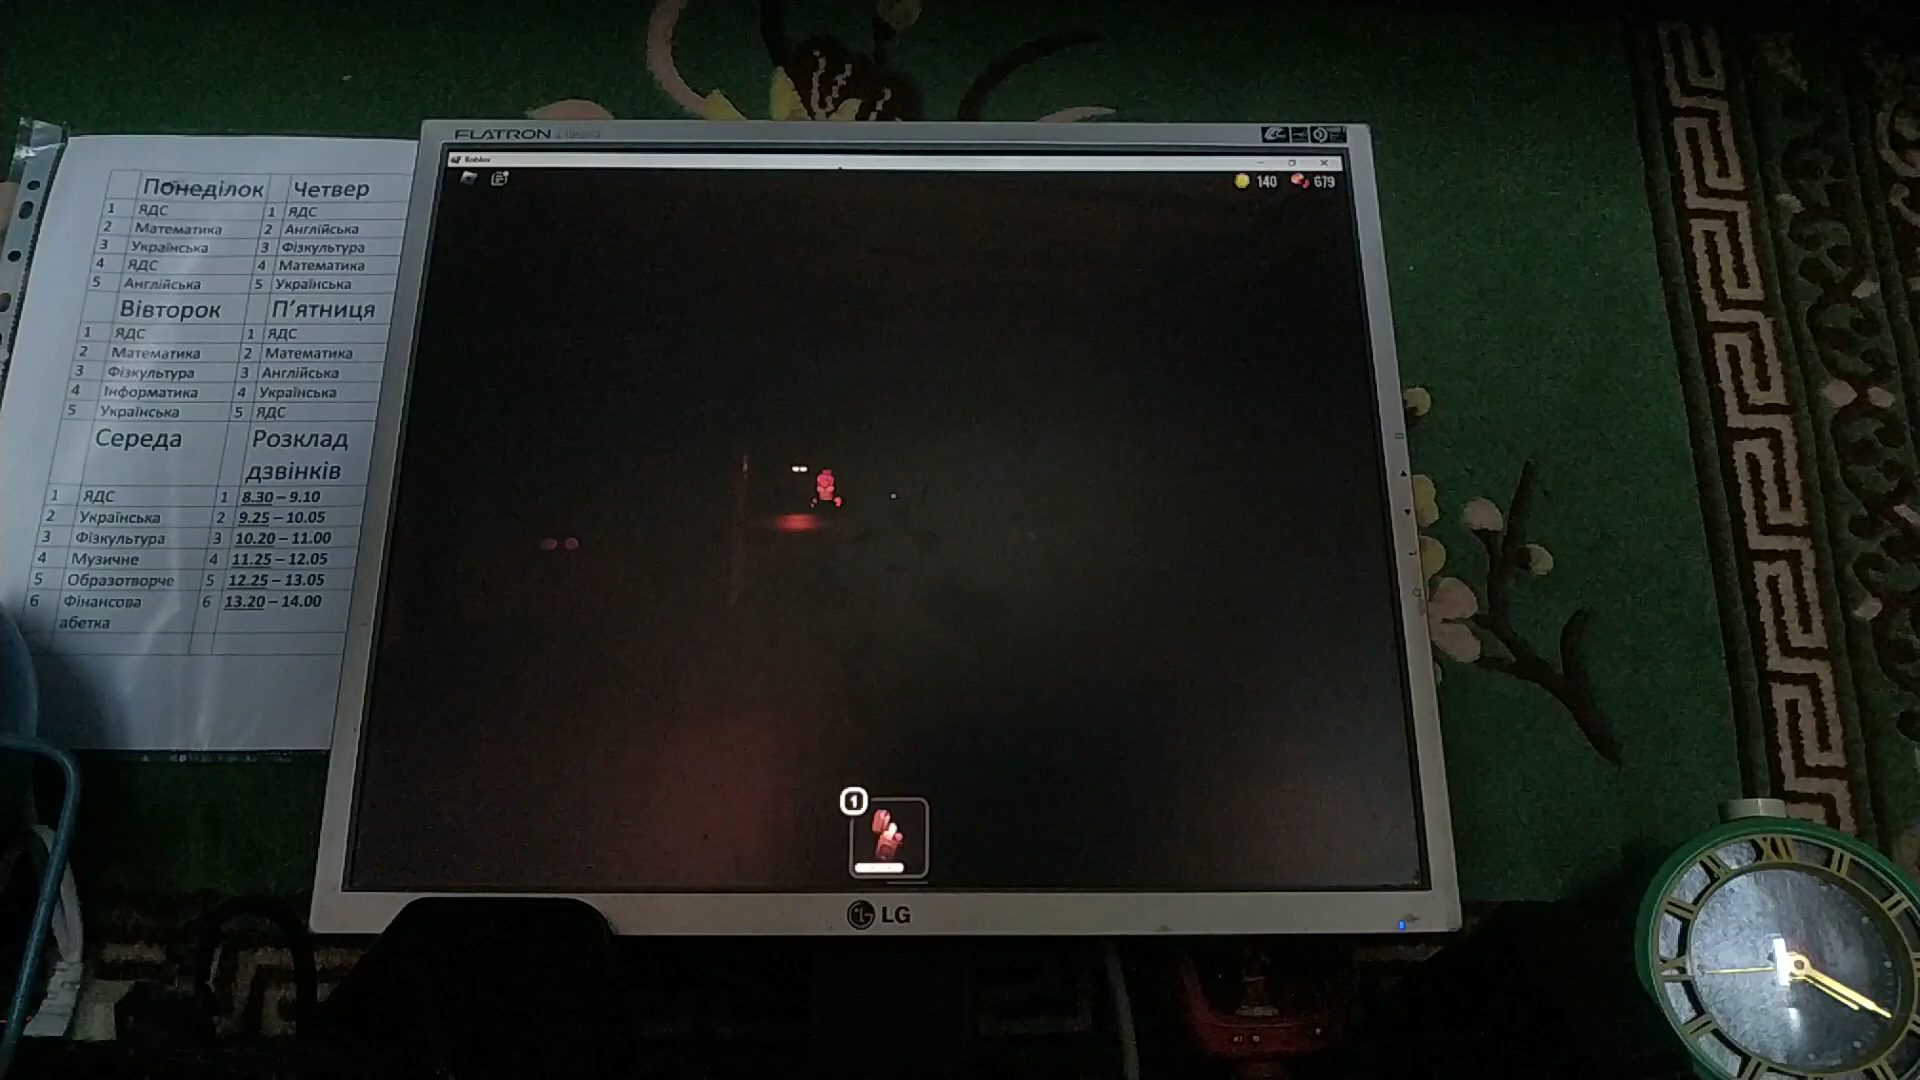 FLATRON
Roblox
140 679
Понеділок Четвер
1 ЯДС 1 ЯДС
2 Математика 2 Англійська
3 Українська 3 Фізкультура
4 ЯДС 4 Математика
5 Англійська 5 Українська
Вівторок П'ятниця
1 ЯДС 1 ЯДС
2 Математика 2 Математика
3 Фізкультура 3 Англійська
4 Інформатика 4 Українська
5 Українська 5 ЯДС
Середа Розклад
дзвінків
1 ЯДС 1 8.30 – 9.10
2 Українська 2 9.25 – 10.05
3 Фізкультура 3 10.20 – 11.00
4 Музичне 4 11.25 – 12.05
5 Образотворче 5 12.25 – 13.05
6 Фінансова 6 13.20 – 14.00
абетка
1
LG